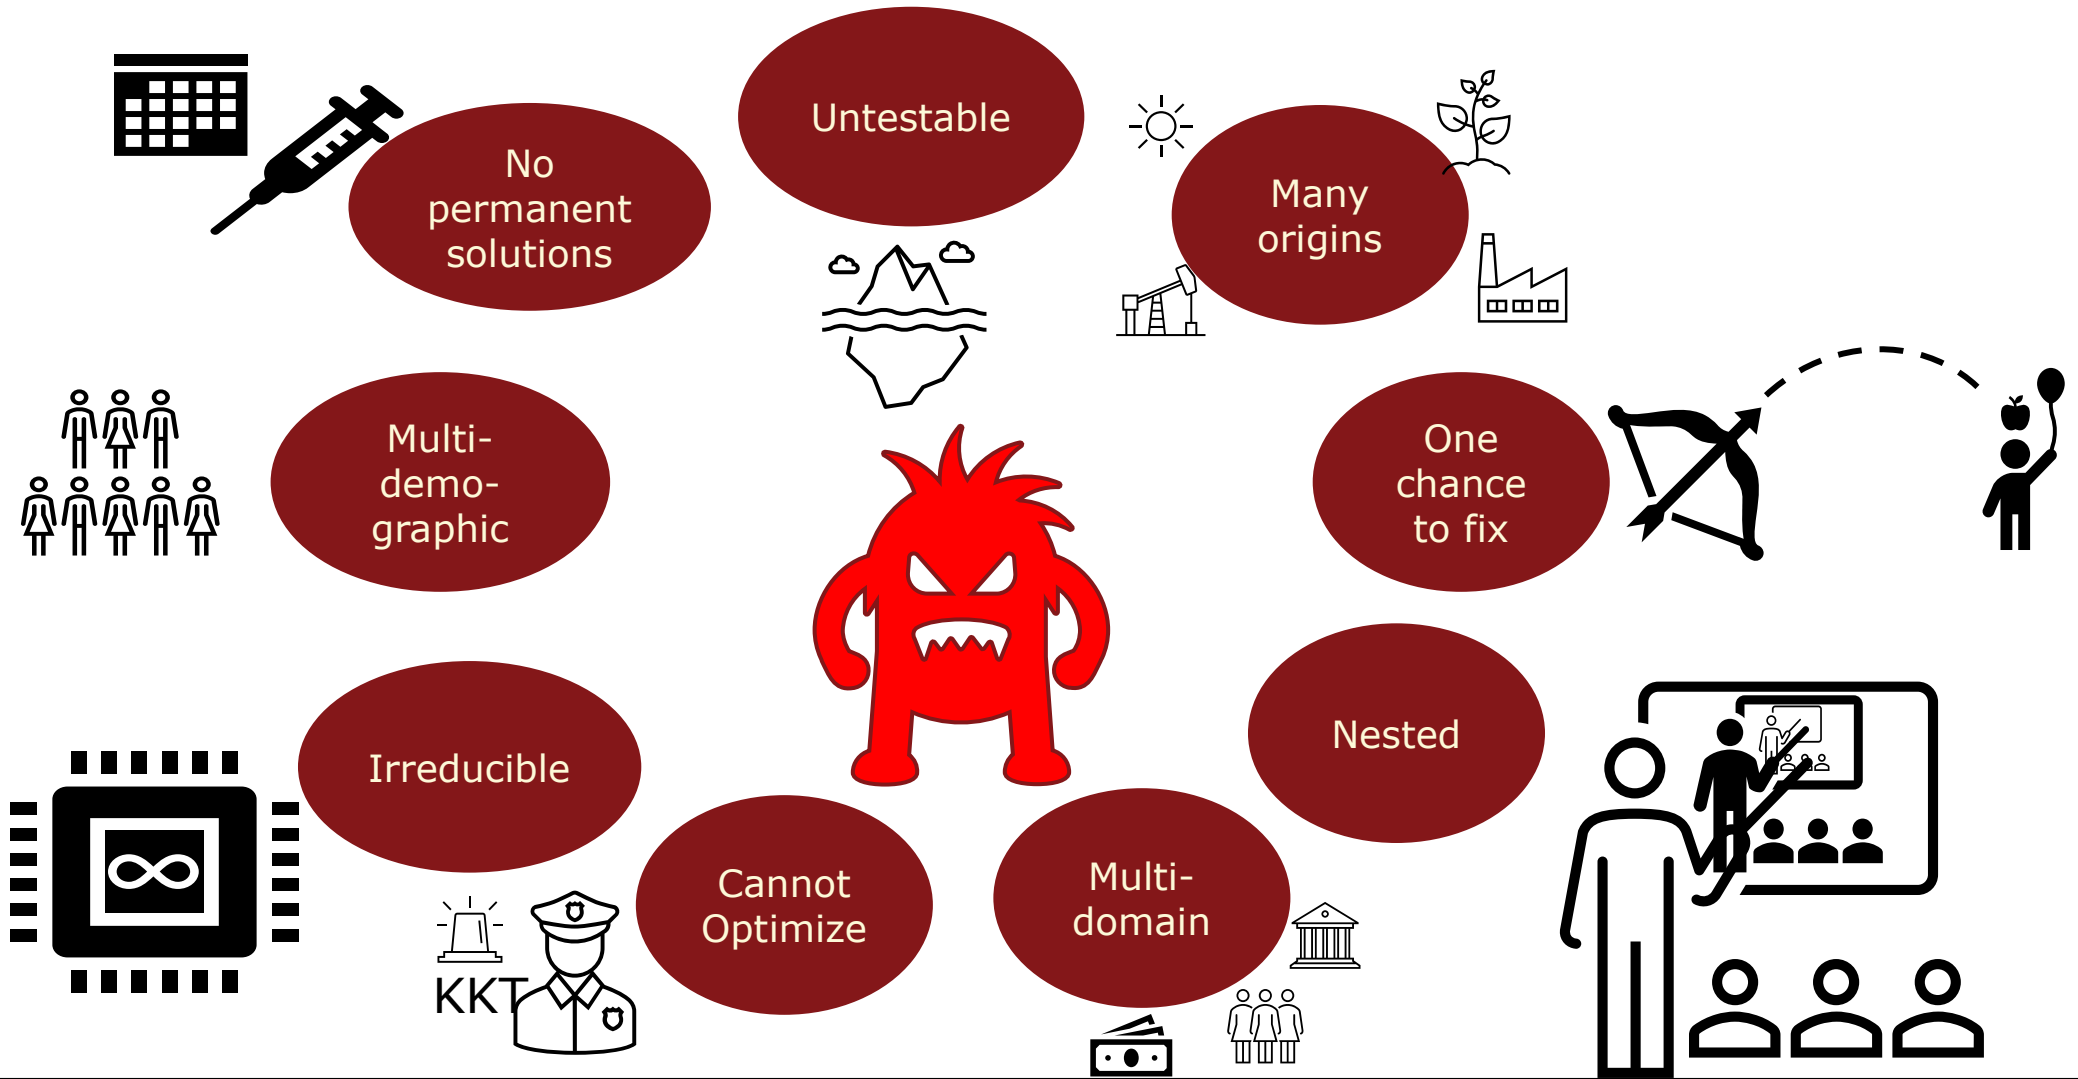 Untestable
No
permanent
solutions
Many
origins
Multi-
demo-
graphic
One
chance
to fix
Nested
Irreducible
Cannot
Optimize
Multi-
domain
KKT